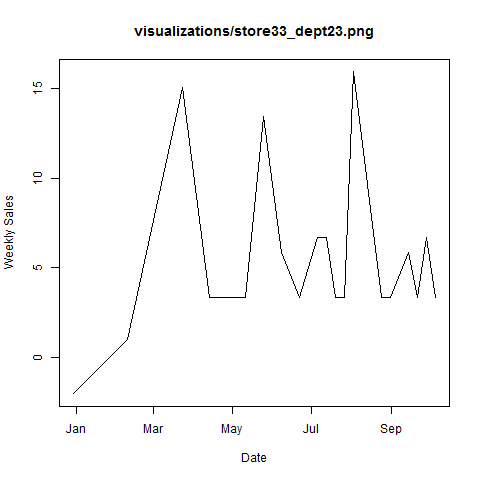 visualizations/store33_dept23.png
Weekly Sales
15
10
5
0
Jan Mar May Jul Sep
Date